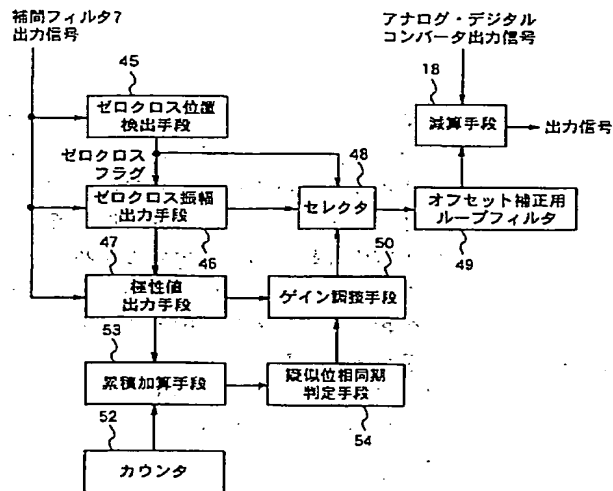 補間フィルタ7
出力信号
アナログ・デジタル
コンバータ出力信号
45
ゼロクロス位置
検出手段
18
減算手段
出力信号
ゼロクロス
フラグ
48
ゼロクロス振幅
出力手段
46
セレクタ
オフセット補正用
ループフィルタ
49
47
極性値
出力手段
50
ゲイン調整手段
53
累積加算手段
疑似位相同期
判定手段
54
52
カウンタ